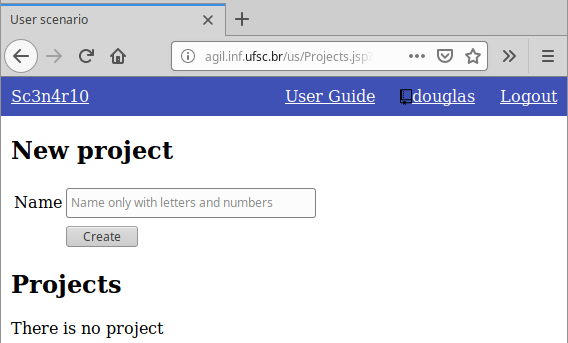 User scenario
agil.inf.ufsc.br/us/Projects.jsp?
Sc3n4r10 User Guide douglas Logout
New project
Name Name only with letters and numbers
Create
Projects
There is no project